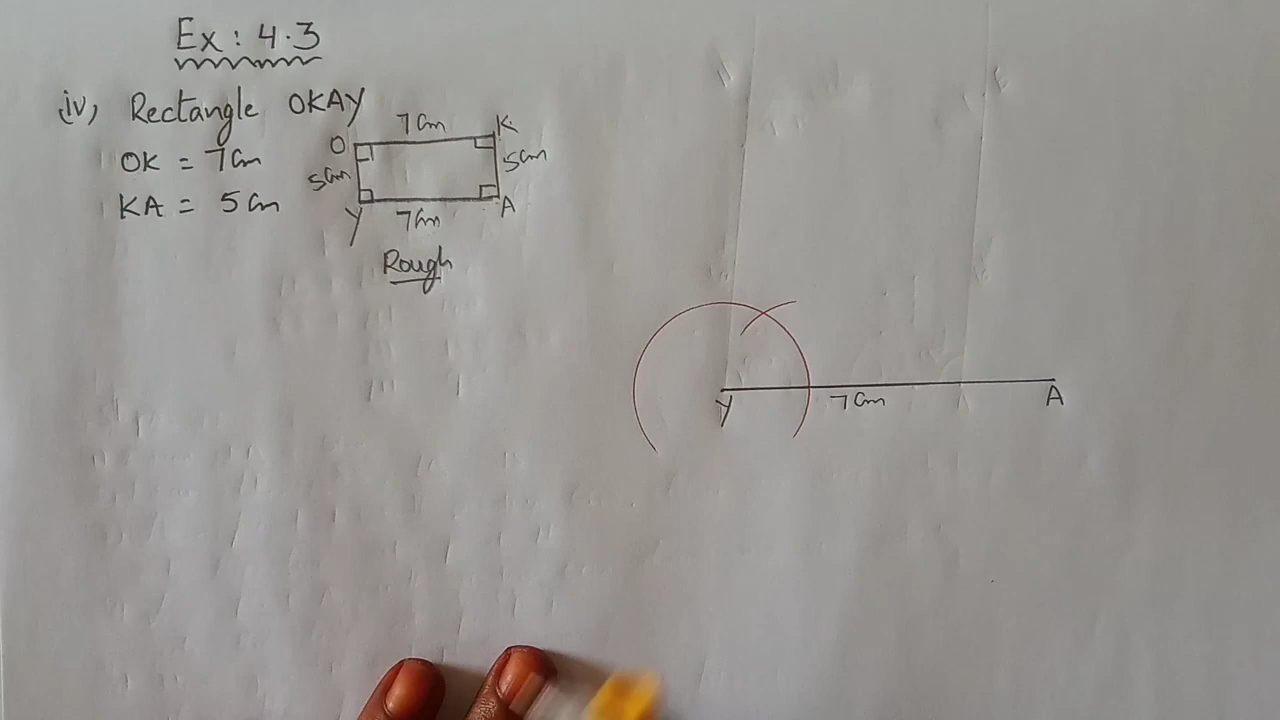 Ex: 4.3
iv, Rectangle OKAY
OK = 7cm
KA = 5cm
7cm
O K
5cm 5cm
Y A
7cm
Rough
Y 7cm A